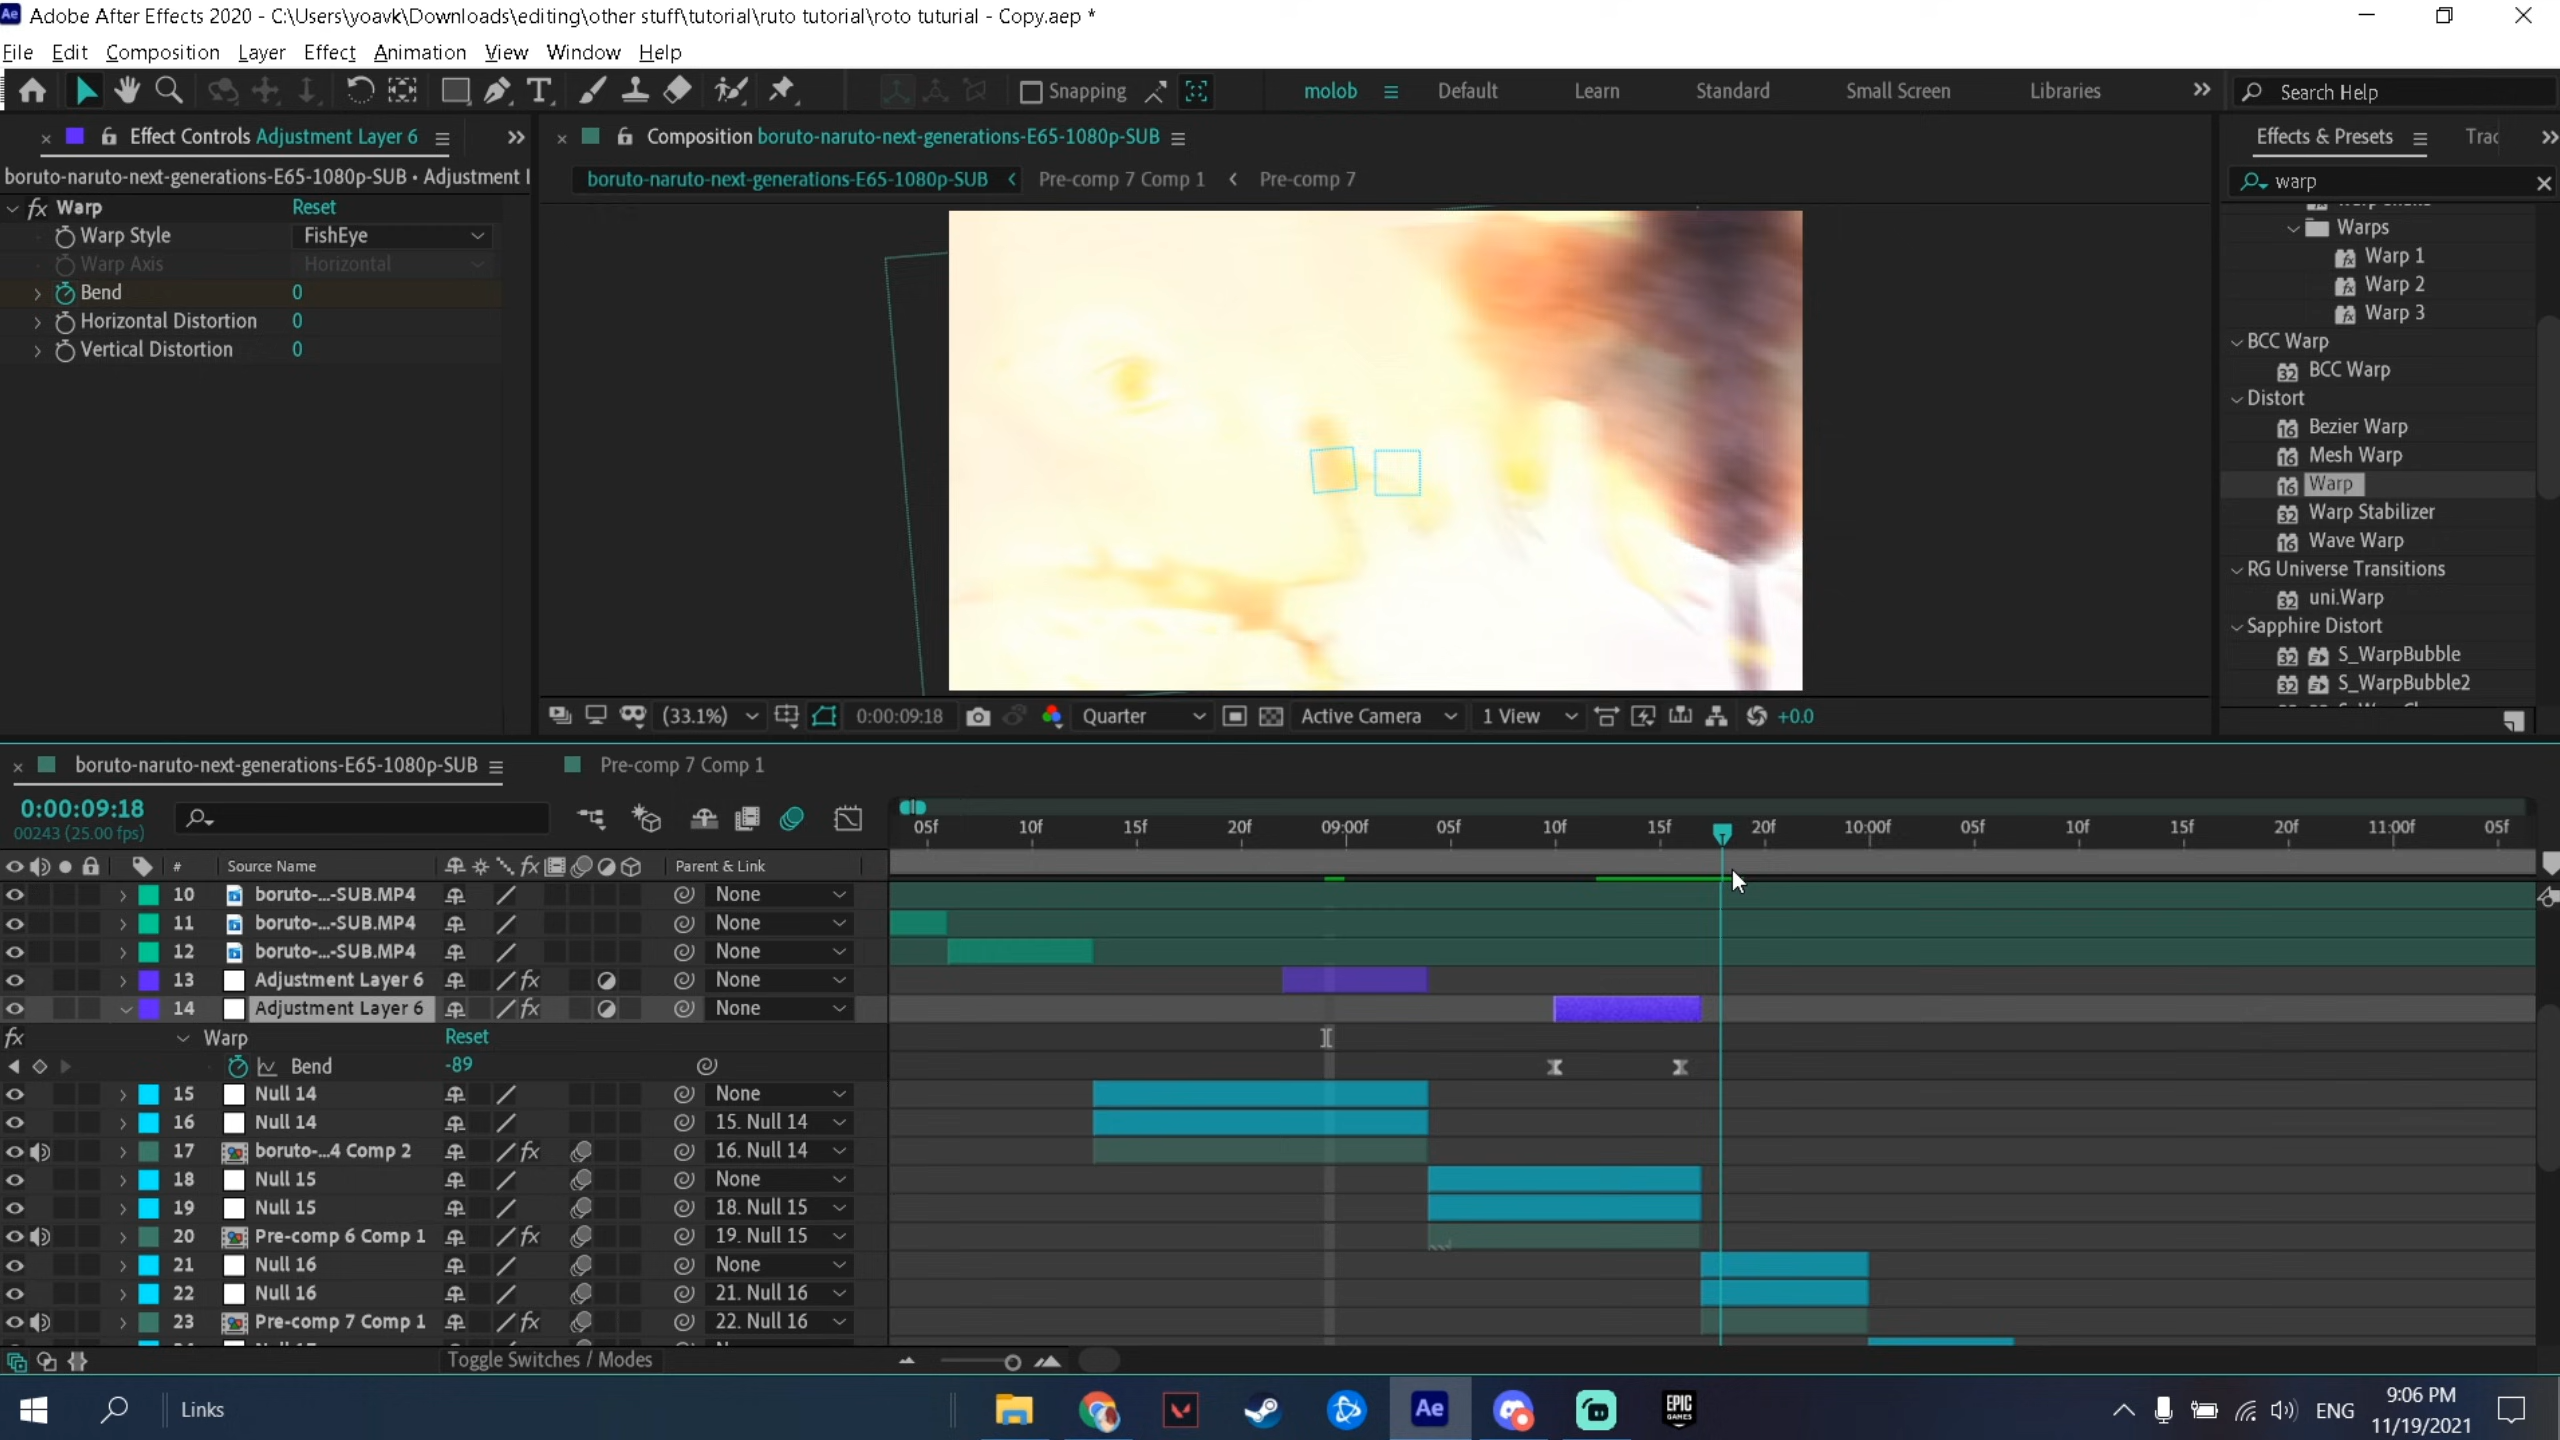 Adobe After Effects 2020 - C:\Users\yoavk\Downloads\editing\other stuff\tutorial\ruto tutorial\roto tuturial - Copy.aep *
File Edit Composition Layer Effect Animation View Window Help
Snapping molob Default Learn Standard Small Screen Libraries Search Help
Effect Controls Adjustment Layer 6
Composition boruto-naruto-next-generations-E65-1080p-SUB
Effects & Presets
boruto-naruto-next-generations-E65-1080p-SUB • Adjustment
boruto-naruto-next-generations-E65-1080p-SUB Pre-comp 7 Comp 1 Pre-comp 7
warp
fx Warp Reset
Warp Style FishEye
Warp Axis Horizontal
Bend 0
Horizontal Distortion 0
Vertical Distortion 0
Warps
Warp 1
Warp 2
Warp 3
BCC Warp
BCC Warp
Distort
Bezier Warp
Mesh Warp
Warp
Warp Stabilizer
Wave Warp
RG Universe Transitions
uni.Warp
Sapphire Distort
S_WarpBubble
S_WarpBubble2
(33.1%) 0:00:09:18 Quarter Active Camera 1 View +0.0
boruto-naruto-next-generations-E65-1080p-SUB Pre-comp 7 Comp 1
0:00:09:18
00243 (25.00 fps)
05f 10f 15f 20f 09:00f 05f 10f 15f 20f 10:00f 05f 10f 15f 20f 11:00f 05f
# Source Name fx Parent & Link
10 boruto-...-SUB.MP4 None
11 boruto-...-SUB.MP4 None
12 boruto-...-SUB.MP4 None
13 Adjustment Layer 6 fx None
14 Adjustment Layer 6 fx None
fx Warp Reset
Bend -89
15 Null 14 None
16 Null 14 15. Null 14
17 boruto-...4 Comp 2 fx 16. Null 14
18 Null 15 None
19 Null 15 18. Null 15
20 Pre-comp 6 Comp 1 fx 19. Null 15
21 Null 16 None
22 Null 16 21. Null 16
23 Pre-comp 7 Comp 1 fx 22. Null 16
Toggle Switches / Modes
Links Ae EPIC GAMES ENG 9:06 PM
11/19/2021